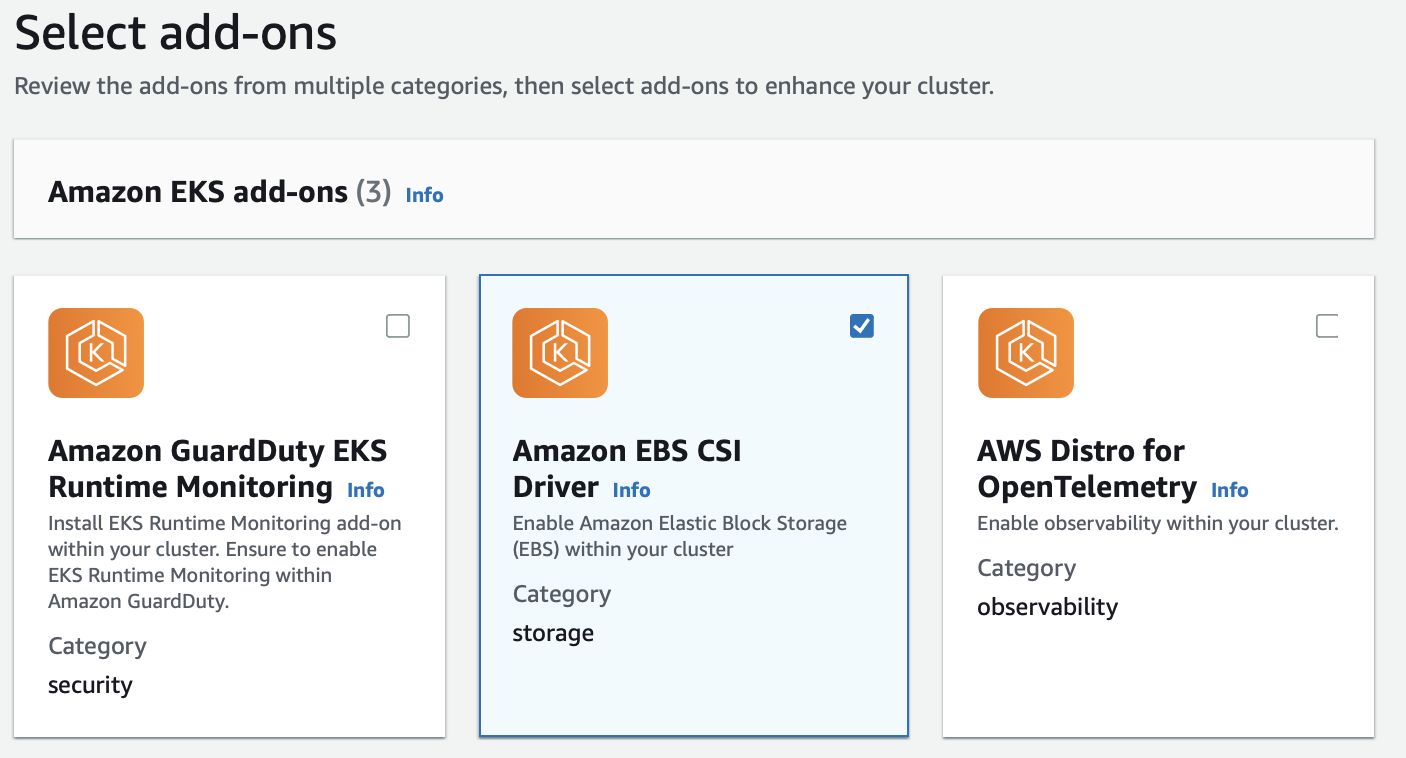 Select add-ons
Review the add-ons from multiple categories, then select add-ons to enhance your cluster.
Amazon EKS add-ons (3) Info
K
Amazon GuardDuty EKS
Runtime Monitoring Info
Install EKS Runtime Monitoring add-on
within your cluster. Ensure to enable
EKS Runtime Monitoring within
Amazon GuardDuty.
Category
security
K
Amazon EBS CSI
Driver Info
Enable Amazon Elastic Block Storage
(EBS) within your cluster
Category
storage
K
AWS Distro for
OpenTelemetry Info
Enable observability within your cluster.
Category
observability